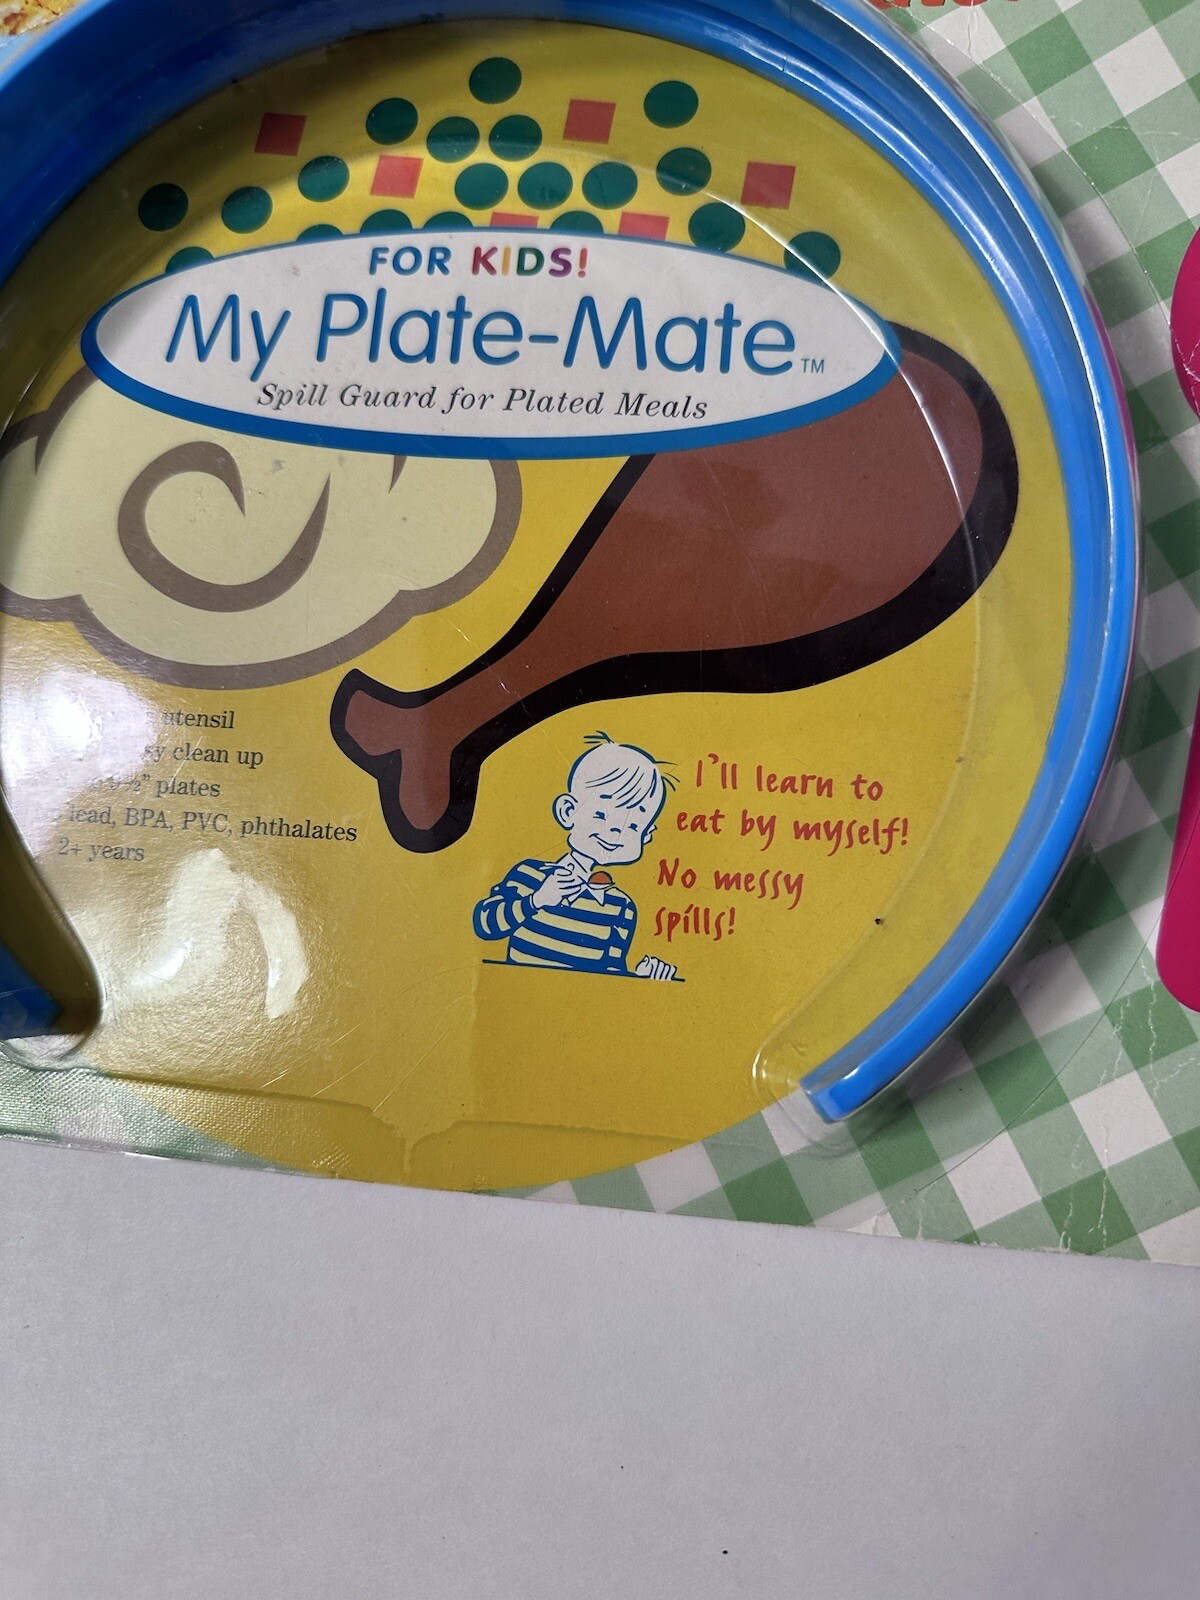 FOR KIDS!
My Plate-Mate™
Spill Guard for Plated Meals
utensil
clean up
plates
lead, BPA, PVC, phthalates
2+ years
I'll learn to
eat by myself!
No messy
spills!